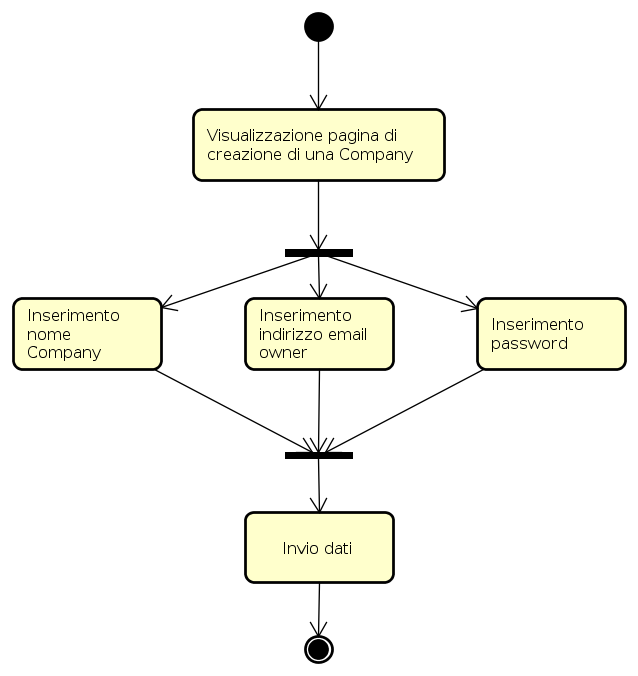 Visualizzazione pagina di
creazione di una Company
Inserimento
nome
Company
Inserimento
indirizzo email
owner
Inserimento
password
Invio dati